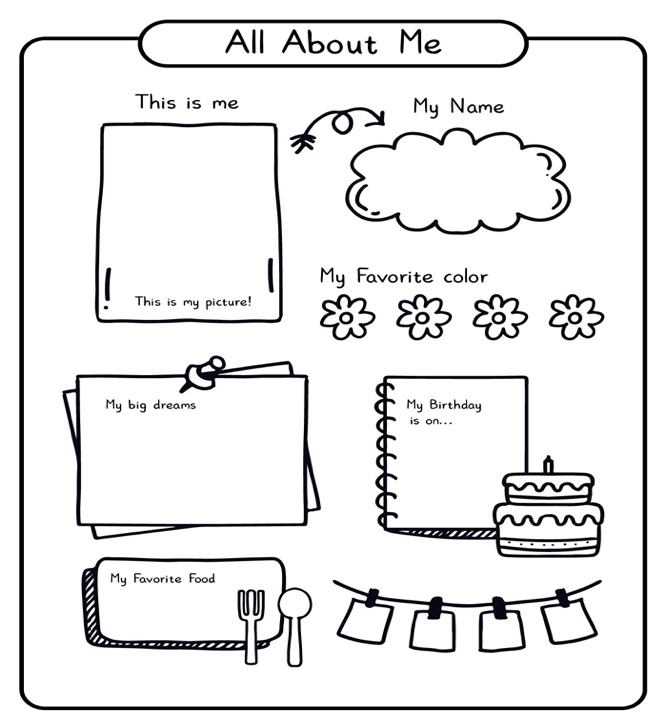 All About Me
This is me
My Name
This is my picture!
My Favorite color
My big dreams
My Birthday
is on...
My Favorite Food